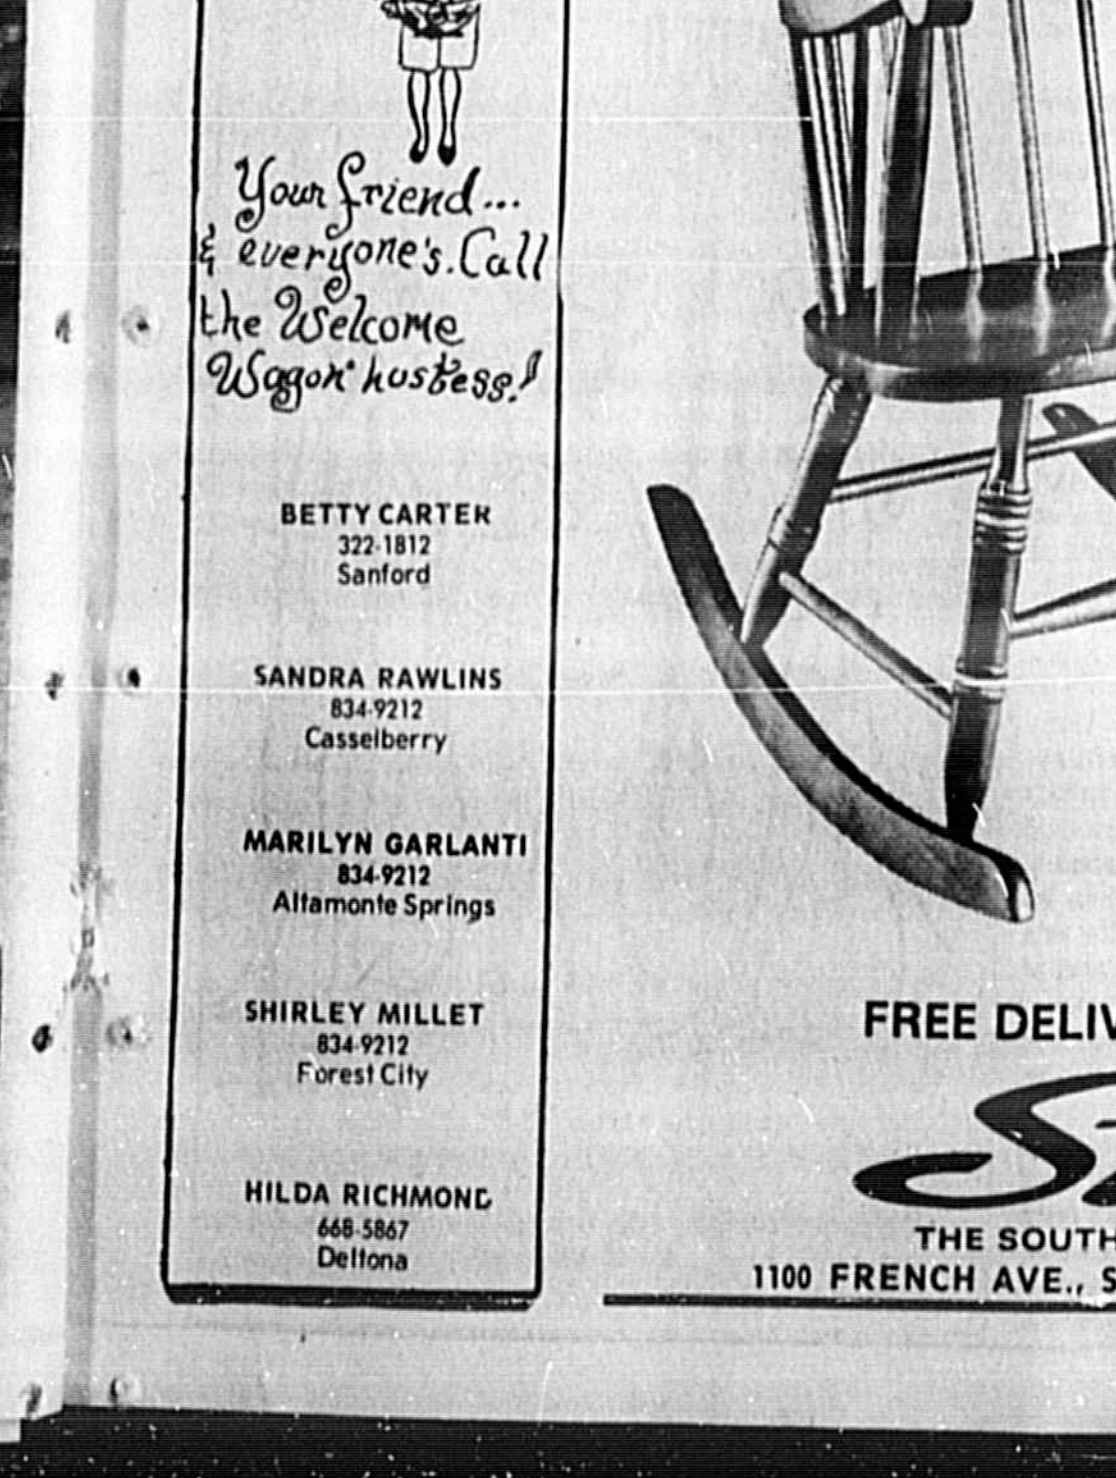 Your friend...
& everyone's. Call
the Welcome
Wagon hostess!
BETTY CARTER
322-1812
Sanford
SANDRA RAWLINS
834-9212
Casselberry
MARILYN GARLANTI
834-9212
Altamonte Springs
SHIRLEY MILLET
834-9212
Forest City
HILDA RICHMOND
668-5867
Deltona
FREE DELIV
THE SOUTH
1100 FRENCH AVE., S